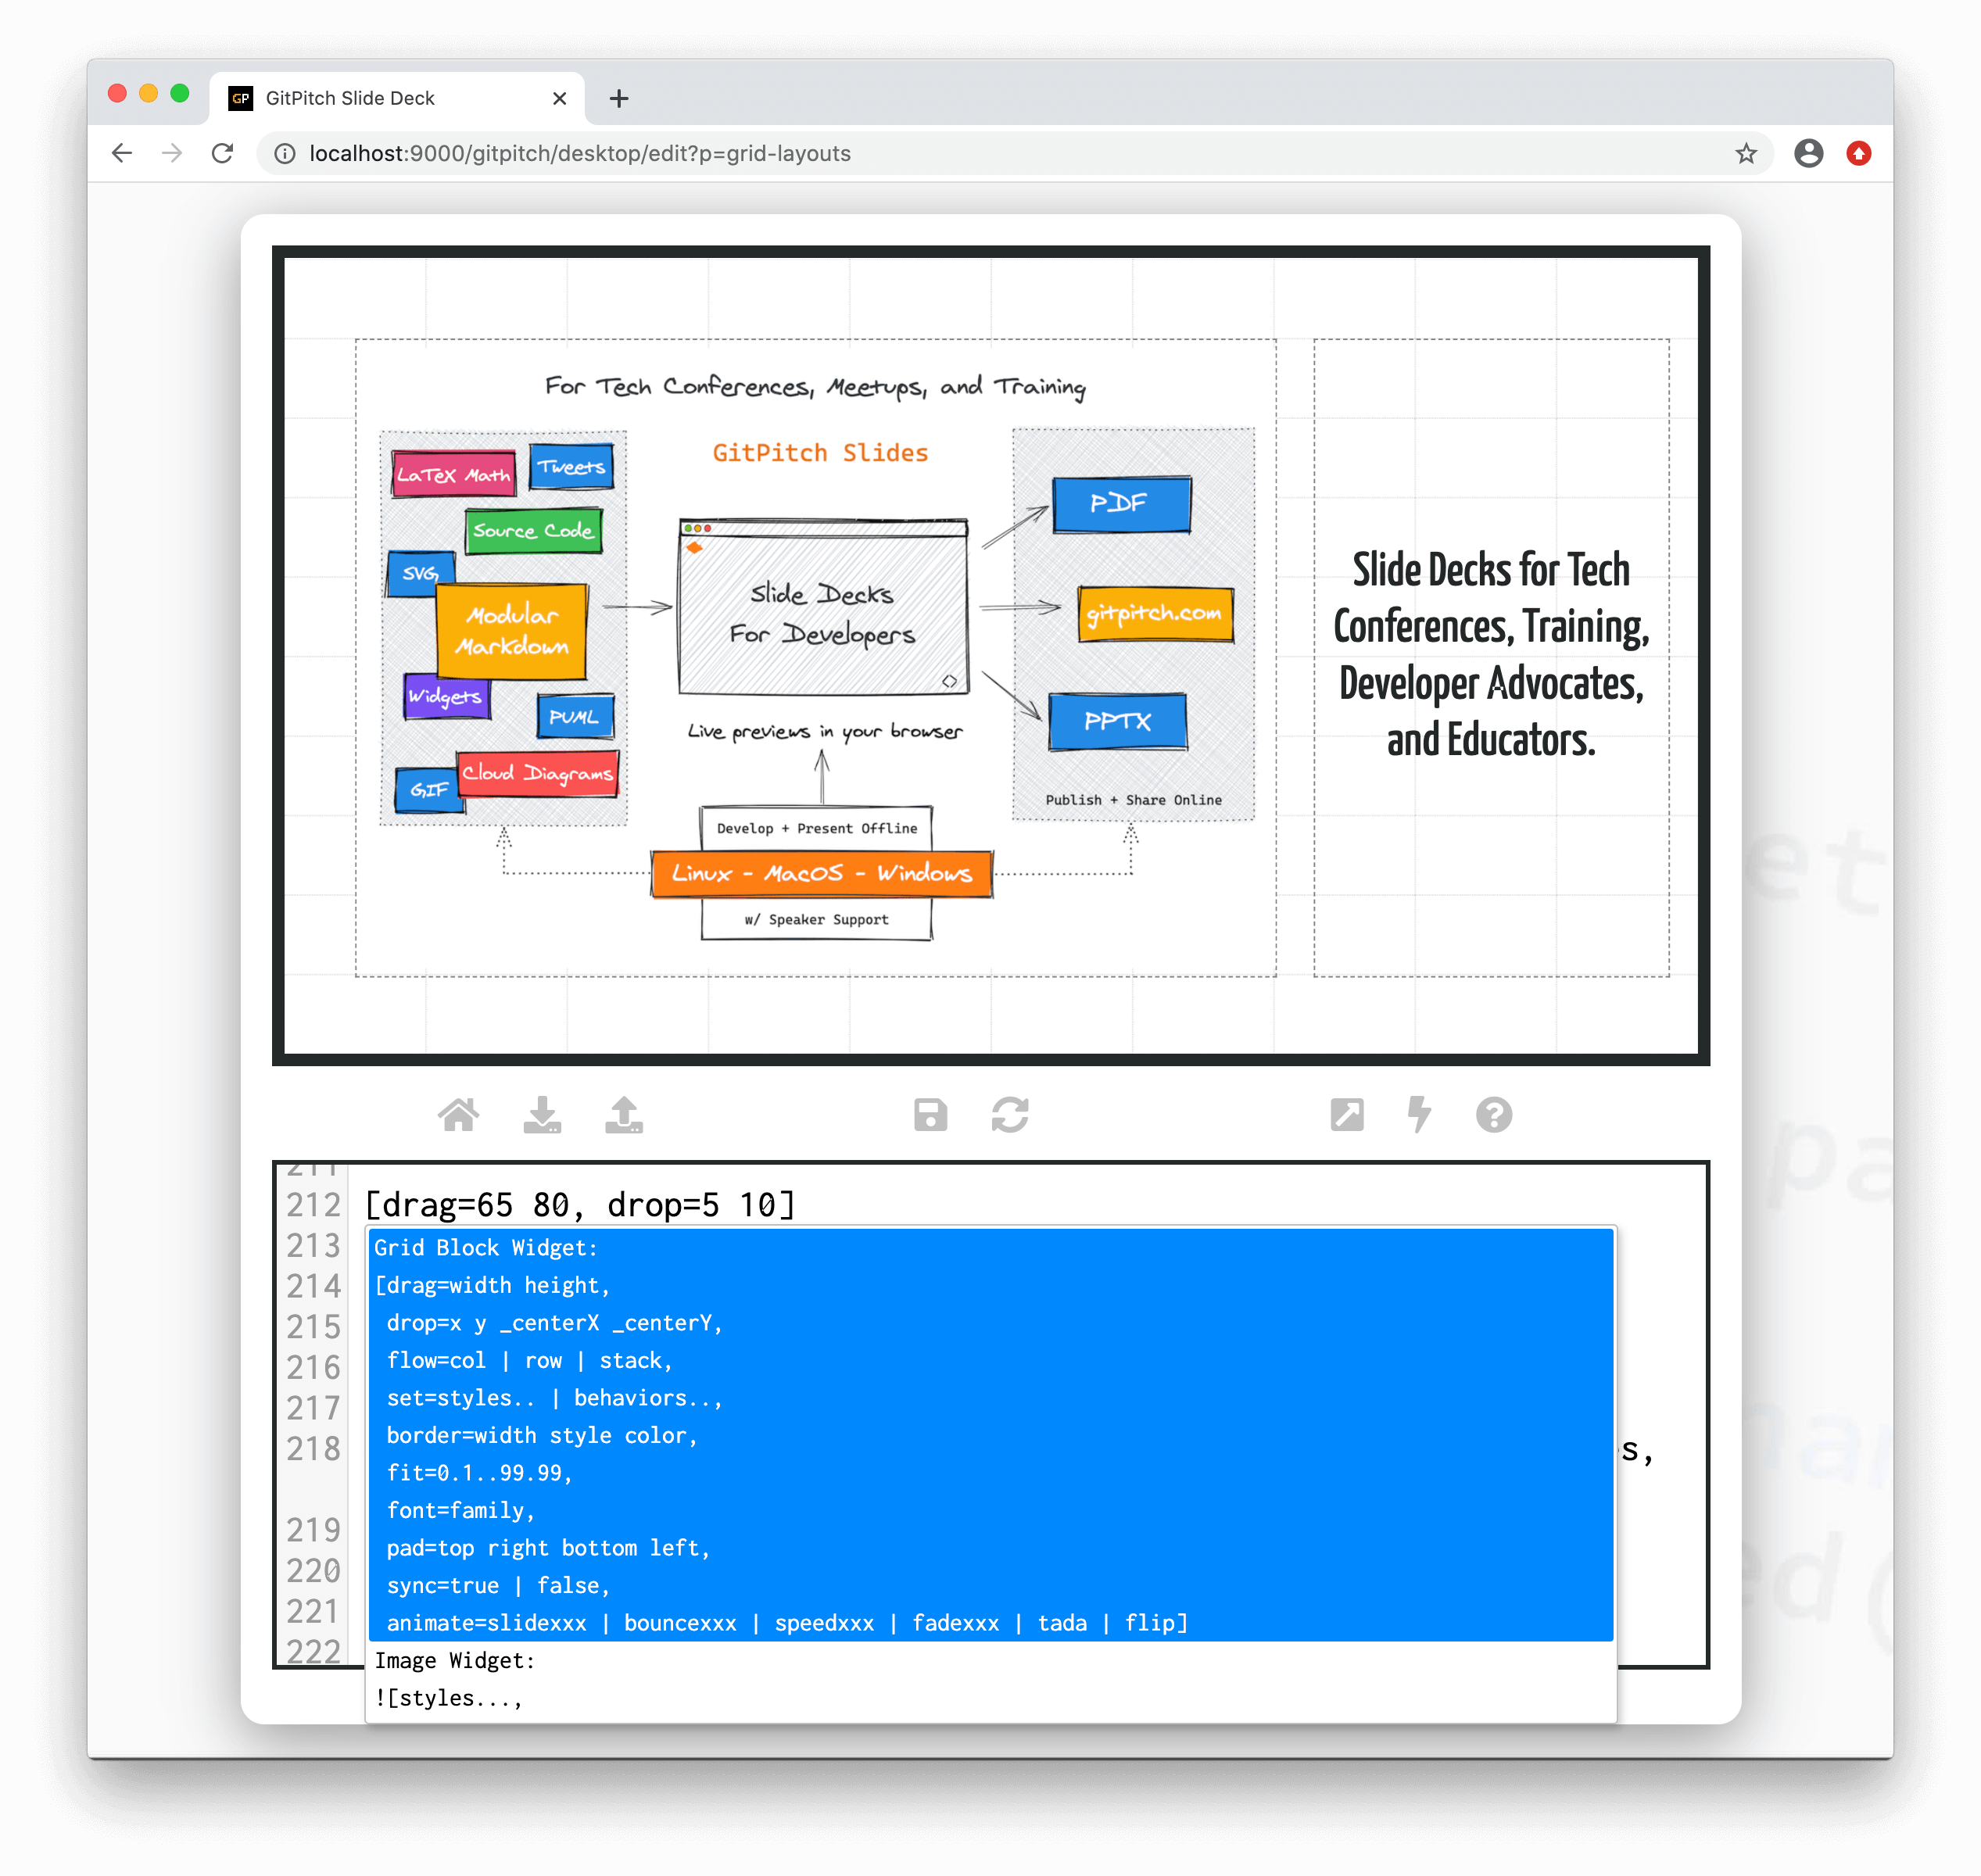 GP GitPitch Slide Deck
localhost:9000/gitpitch/desktop/edit?p=grid-layouts
For Tech Conferences, Meetups, and Training
GitPitch Slides
LaTeX Math
Tweets
Source Code
SVG
Modular
Markdown
Widgets
PUML
GIF
Cloud Diagrams
Slide Decks
For Developers
Live previews in your browser
PDF
gitpitch.com
PPTX
Publish + Share Online
Develop + Present Offline
Linux - MacOS - Windows
w/ Speaker Support
Slide Decks for Tech
Conferences, Training,
Developer Advocates,
and Educators.
211
212 [drag=65 80, drop=5 10]
213
214
215
216
217
218 s,
219
220
221
222
Grid Block Widget:
[drag=width height,
drop=x y _centerX _centerY,
flow=col | row | stack,
set=styles.. | behaviors..,
border=width style color,
fit=0.1..99.99,
font=family,
pad=top right bottom left,
sync=true | false,
animate=slidexxx | bouncexxx | speedxxx | fadexxx | tada | flip]
Image Widget:
![styles...,
et
pa
ed(